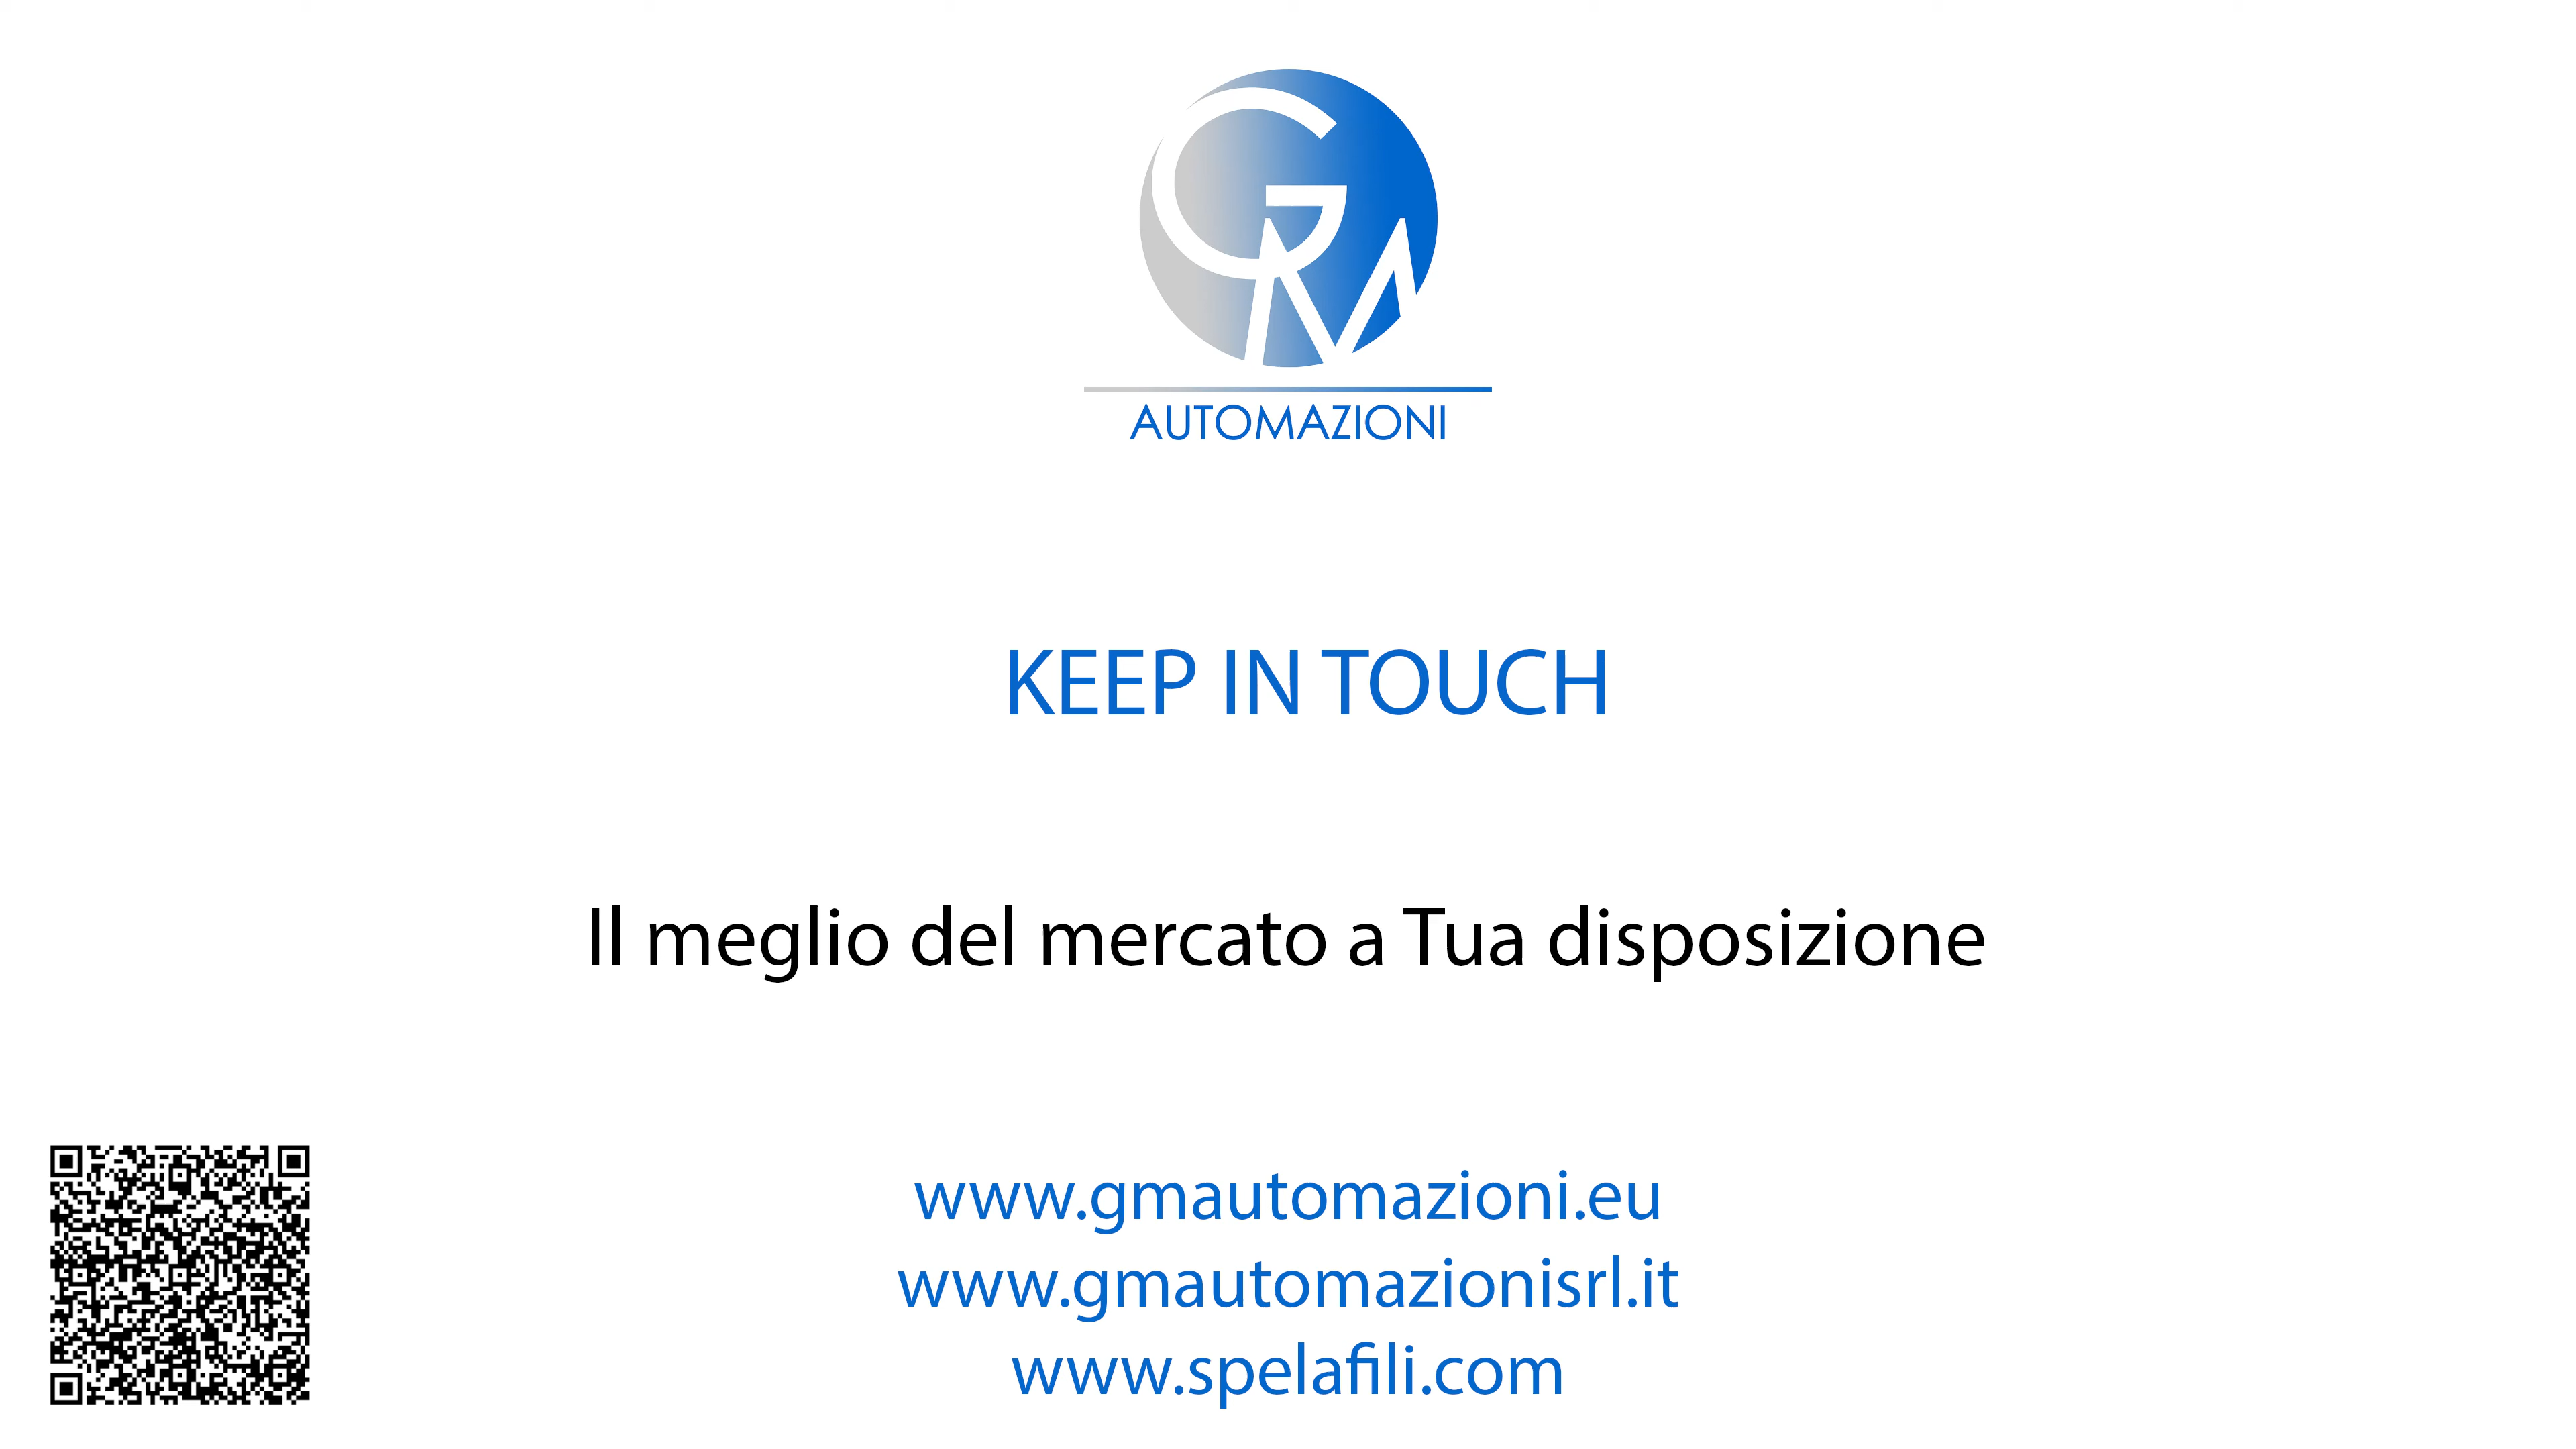 GM
AUTOMAZIONI
KEEP IN TOUCH
Il meglio del mercato a Tua disposizione
www.gmautomazioni.eu
www.gmautomazionisrl.it
www.spelafili.com